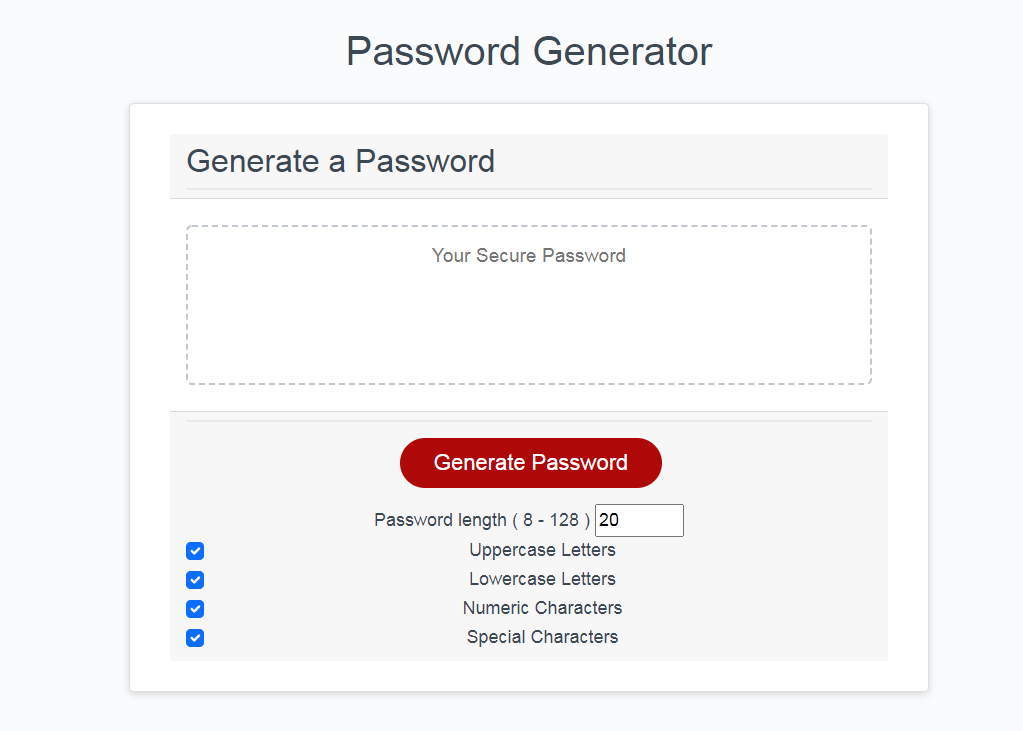 Password Generator
Generate a Password
Your Secure Password
Generate Password
Password length ( 8 - 128 ) 20
Uppercase Letters
Lowercase Letters
Numeric Characters
Special Characters